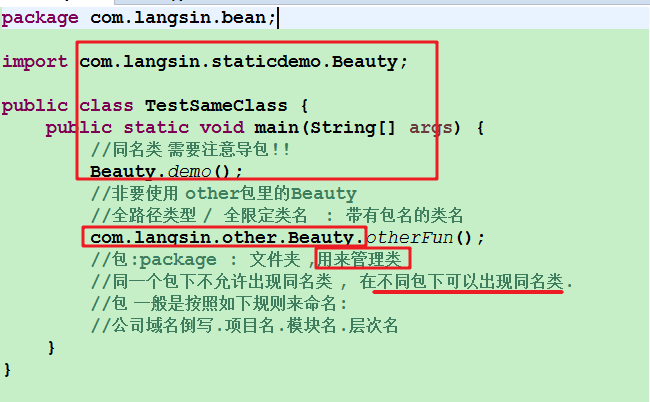 package com.langsin.bean;
import com.langsin.staticdemo.Beauty;
public class TestSameClass {
public static void main(String[] args) {
//同名类 需要注意导包!!
Beauty.demo();
//非要使用 other包里的Beauty
//全路径类型 / 全限定类名 : 带有包名的类名
com.langsin.other.Beauty.otherFun();
//包:package : 文件夹 ,用来管理类
//同一个包下不允许出现同名类 , 在不同包下可以出现同名类.
//包 一般是按照如下规则来命名:
//公司域名倒写.项目名.模块名.层次名
}
}